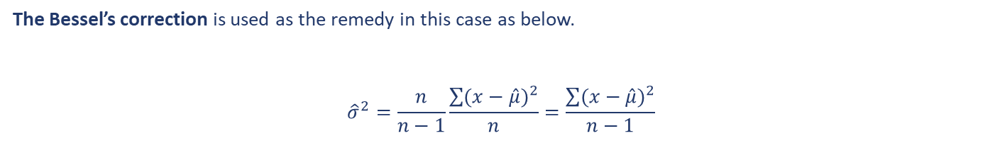 The Bessel’s correction is used as the remedy in this case as below.
σ̂² = n/(n − 1) ∑(x − μ̂)²/n = ∑(x − μ̂)²/(n − 1)